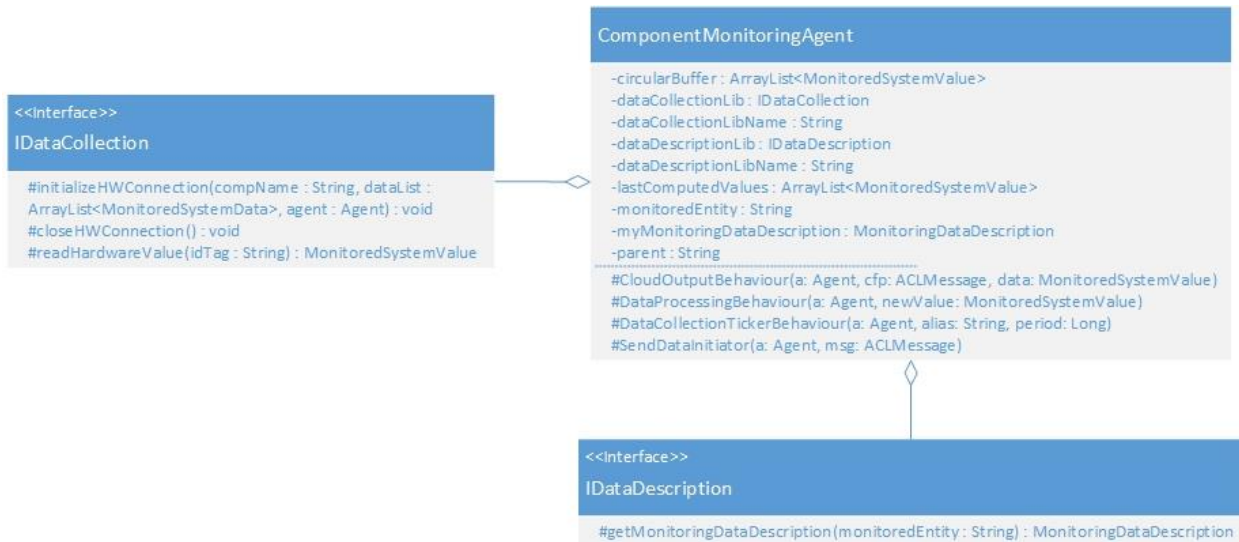 <<Interface>>
IDataCollection
#initializeHWConnection(compName : String, dataList :
ArrayList<MonitoredSystemData>, agent : Agent) : void
#closeHWConnection() : void
#readHardwareValue(idTag : String) : MonitoredSystemValue
ComponentMonitoringAgent
-circularBuffer : ArrayList<MonitoredSystemValue>
-dataCollectionLib : IDataCollection
-dataCollectionLibName : String
-dataDescriptionLib : IDataDescription
-dataDescriptionLibName : String
-lastComputedValues : ArrayList<MonitoredSystemValue>
-monitoredEntity : String
-myMonitoringDataDescription : MonitoringDataDescription
-parent : String
#CloudOutputBehaviour(a: Agent, cfp: ACLMessage, data: MonitoredSystemValue)
#DataProcessingBehaviour(a: Agent, newValue: MonitoredSystemValue)
#DataCollectionTickerBehaviour(a: Agent, alias: String, period: Long)
#SendDataInitiator(a: Agent, msg: ACLMessage)
<<Interface>>
IDataDescription
#getMonitoringDataDescription(monitoredEntity : String) : MonitoringDataDescription